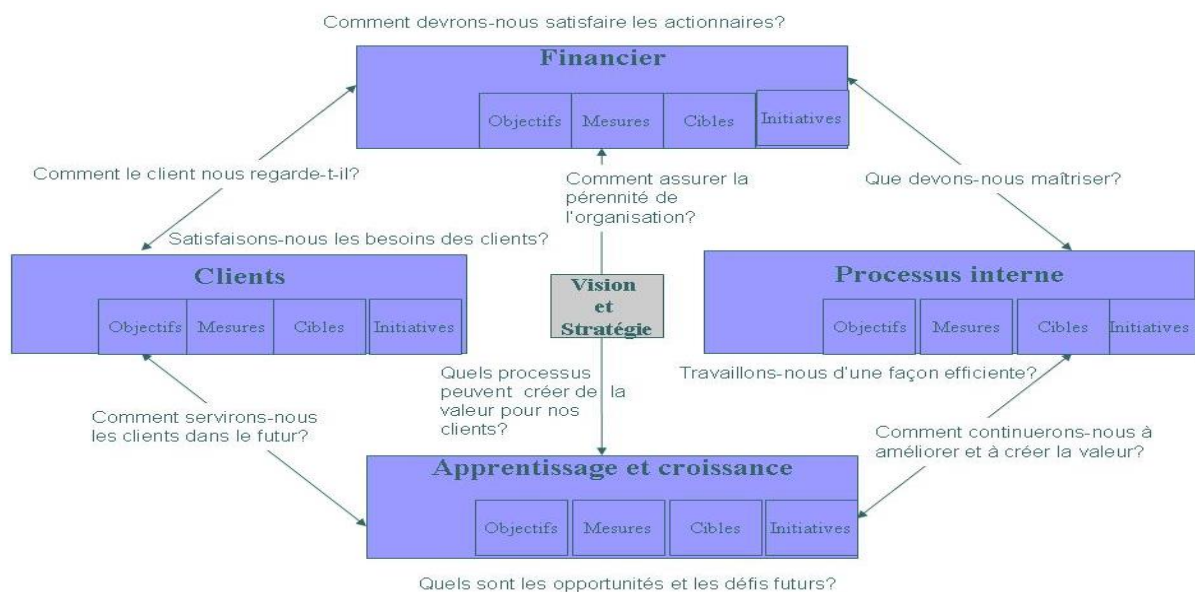 Comment devrons-nous satisfaire les actionnaires?
Financier
Objectifs
Mesures
Cibles
Initiatives
Comment le client nous regarde-t-il?
Comment assurer la
pérennité de
l'organisation?
Que devons-nous maîtriser?
Satisfaisons-nous les besoins des clients?
Clients
Objectifs
Mesures
Cibles
Initiatives
Vision
et
Stratégie
Processus interne
Objectifs
Mesures
Cibles
Initiatives
Quels processus
peuvent créer de la
valeur pour nos
clients?
Travaillons-nous d'une façon efficiente?
Comment servirons-nous
les clients dans le futur?
Comment continuerons-nous à
améliorer et à créer la valeur?
Apprentissage et croissance
Objectifs
Mesures
Cibles
Initiatives
Quels sont les opportunités et les défis futurs?